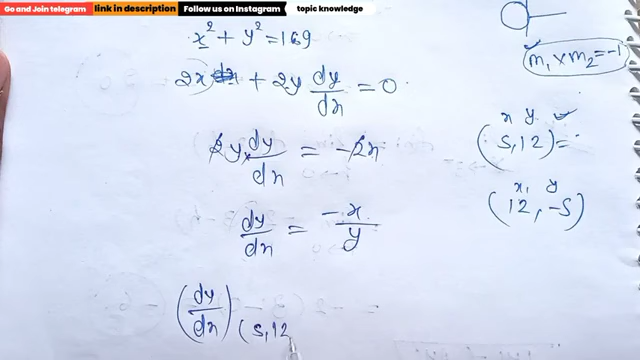 Go and Join telegram link in description Follow us on Instagram topic knowledge
x² + y² = 169
m₁ × m₂ = -1
2x + 2y dy/dx = 0
x y
(5, 12) =
2y × dy/dx = -2x
x, y
(12, -5)
dy/dx = -x/y
(dy/dx) (5, 12